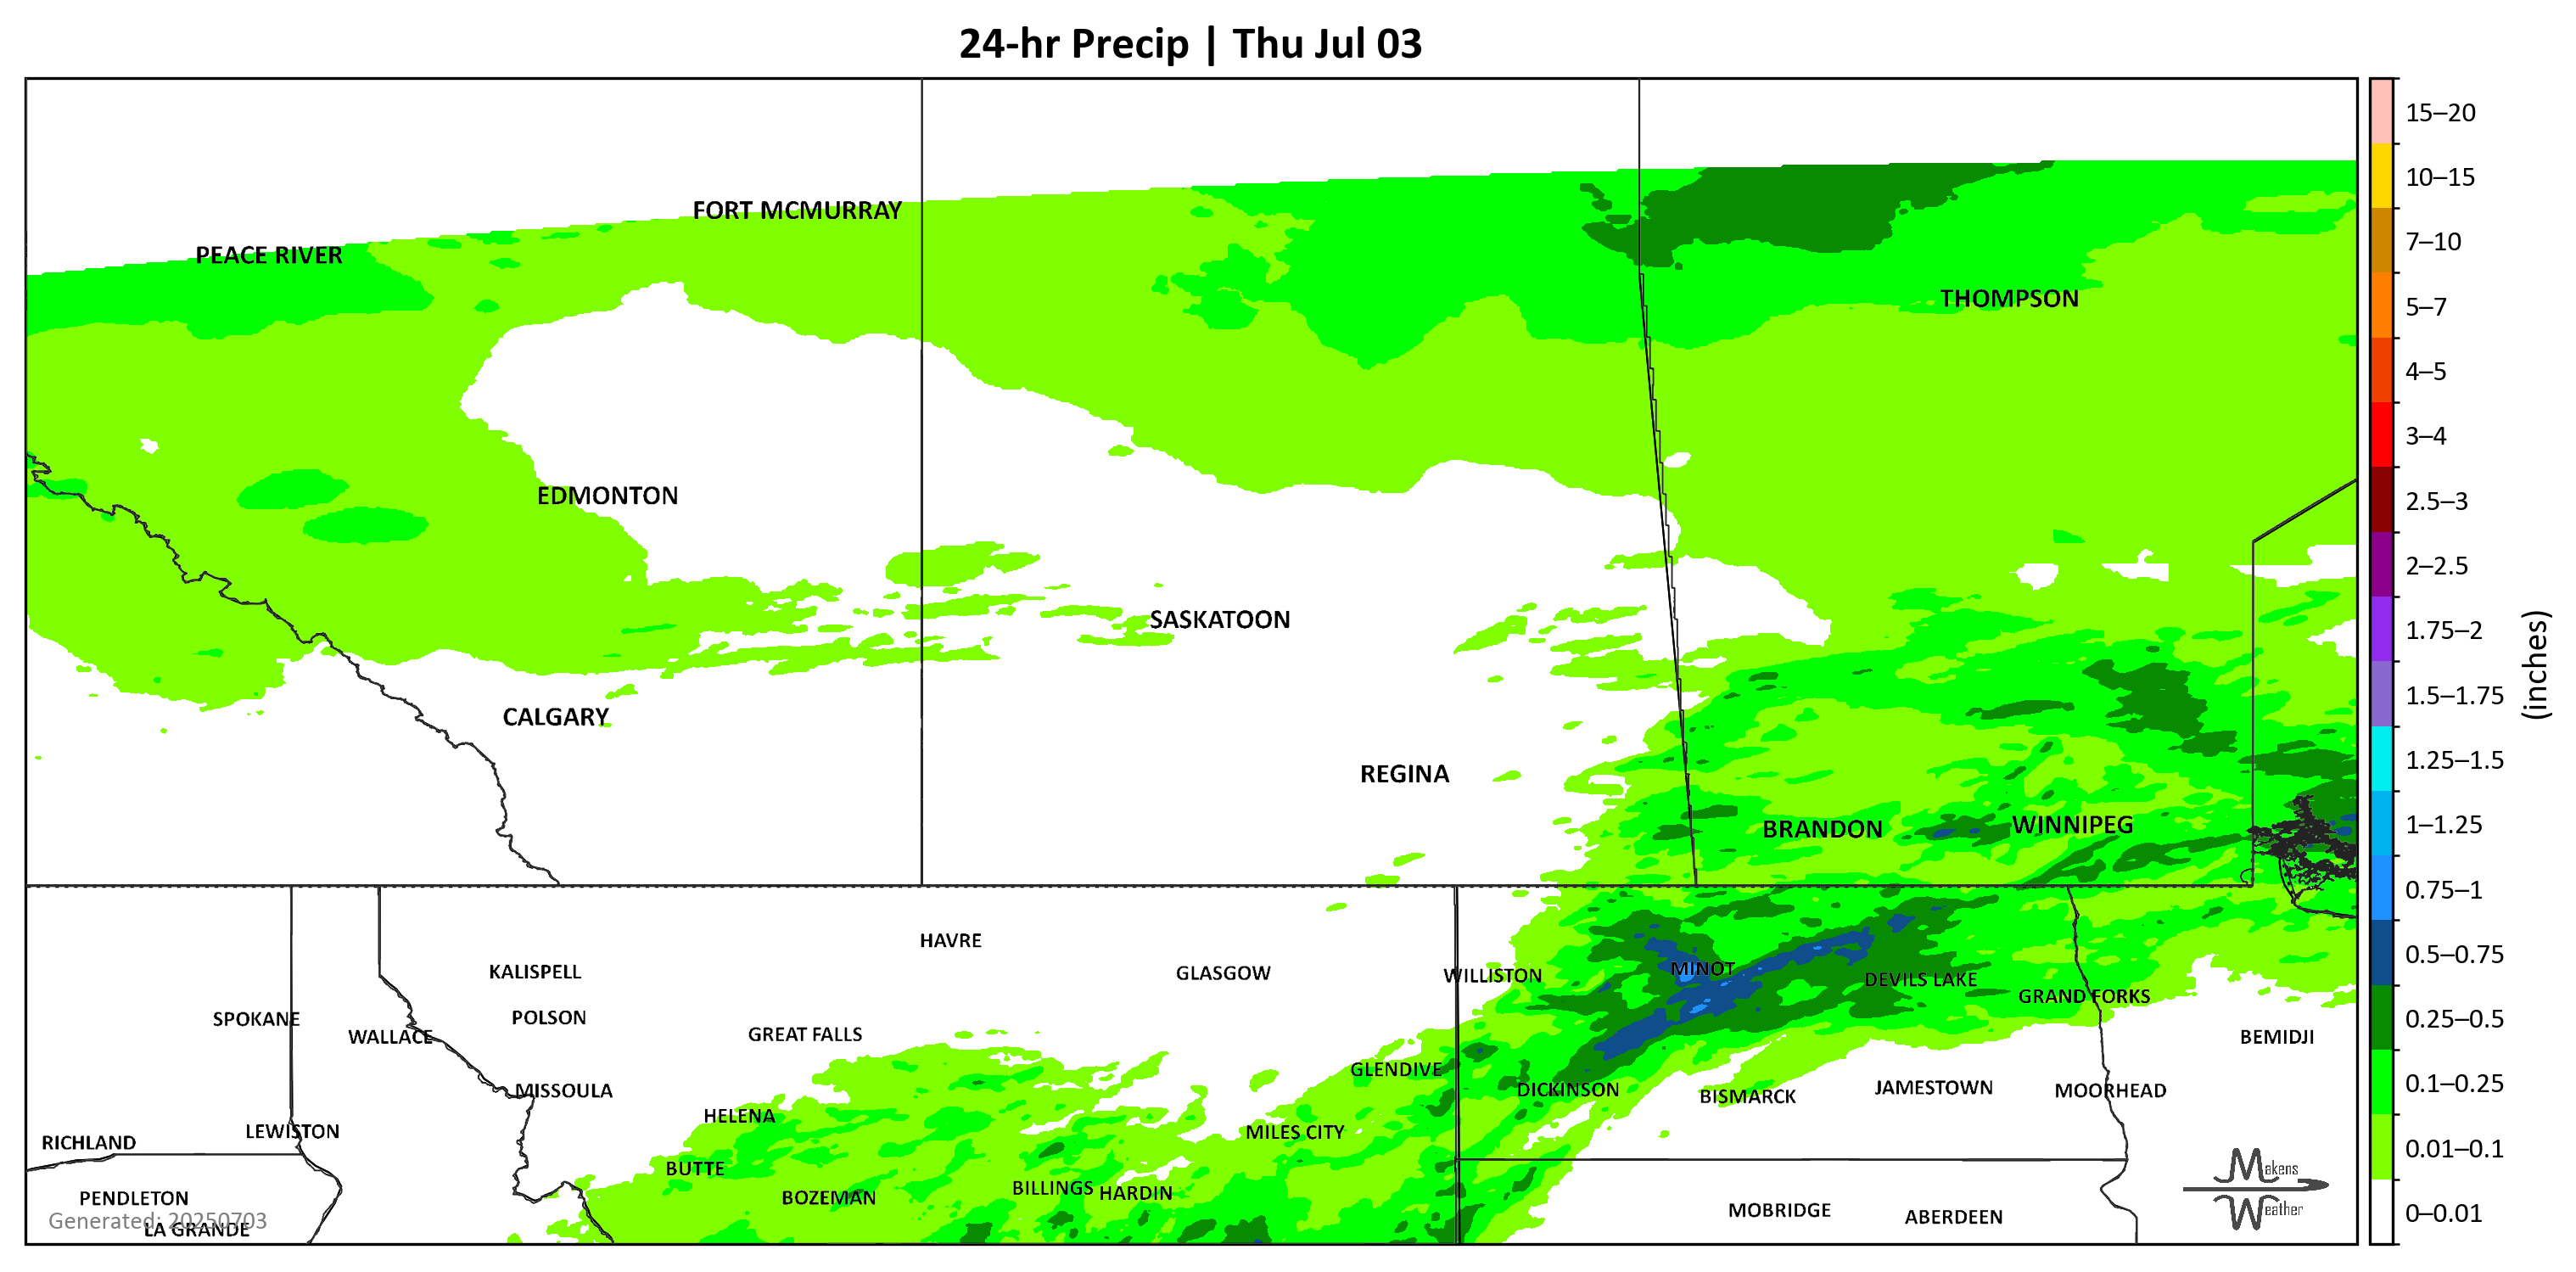 24-hr Precip | Thu Jul 03
FORT MCMURRAY
PEACE RIVER
THOMPSON
EDMONTON
SASKATOON
CALGARY
REGINA
BRANDON
WINNIPEG
HAVRE
KALISPELL
GLASGOW
WILLISTON
MINOT
DEVILS LAKE
GRAND FORKS
SPOKANE
POLSON
WALLACE
GREAT FALLS
BEMIDJI
GLENDIVE
MISSOULA
DICKINSON
BISMARCK
JAMESTOWN
MOORHEAD
HELENA
RICHLAND
LEWISTON
MILES CITY
BUTTE
PENDLETON
BOZEMAN
BILLINGS
HARDIN
MOBRIDGE
ABERDEEN
Generated: 20250703
LA GRANDE
Makens
Weather
15–20
10–15
7–10
5–7
4–5
3–4
2.5–3
2–2.5
1.75–2
1.5–1.75
1.25–1.5
1–1.25
0.75–1
0.5–0.75
0.25–0.5
0.1–0.25
0.01–0.1
0–0.01
(inches)